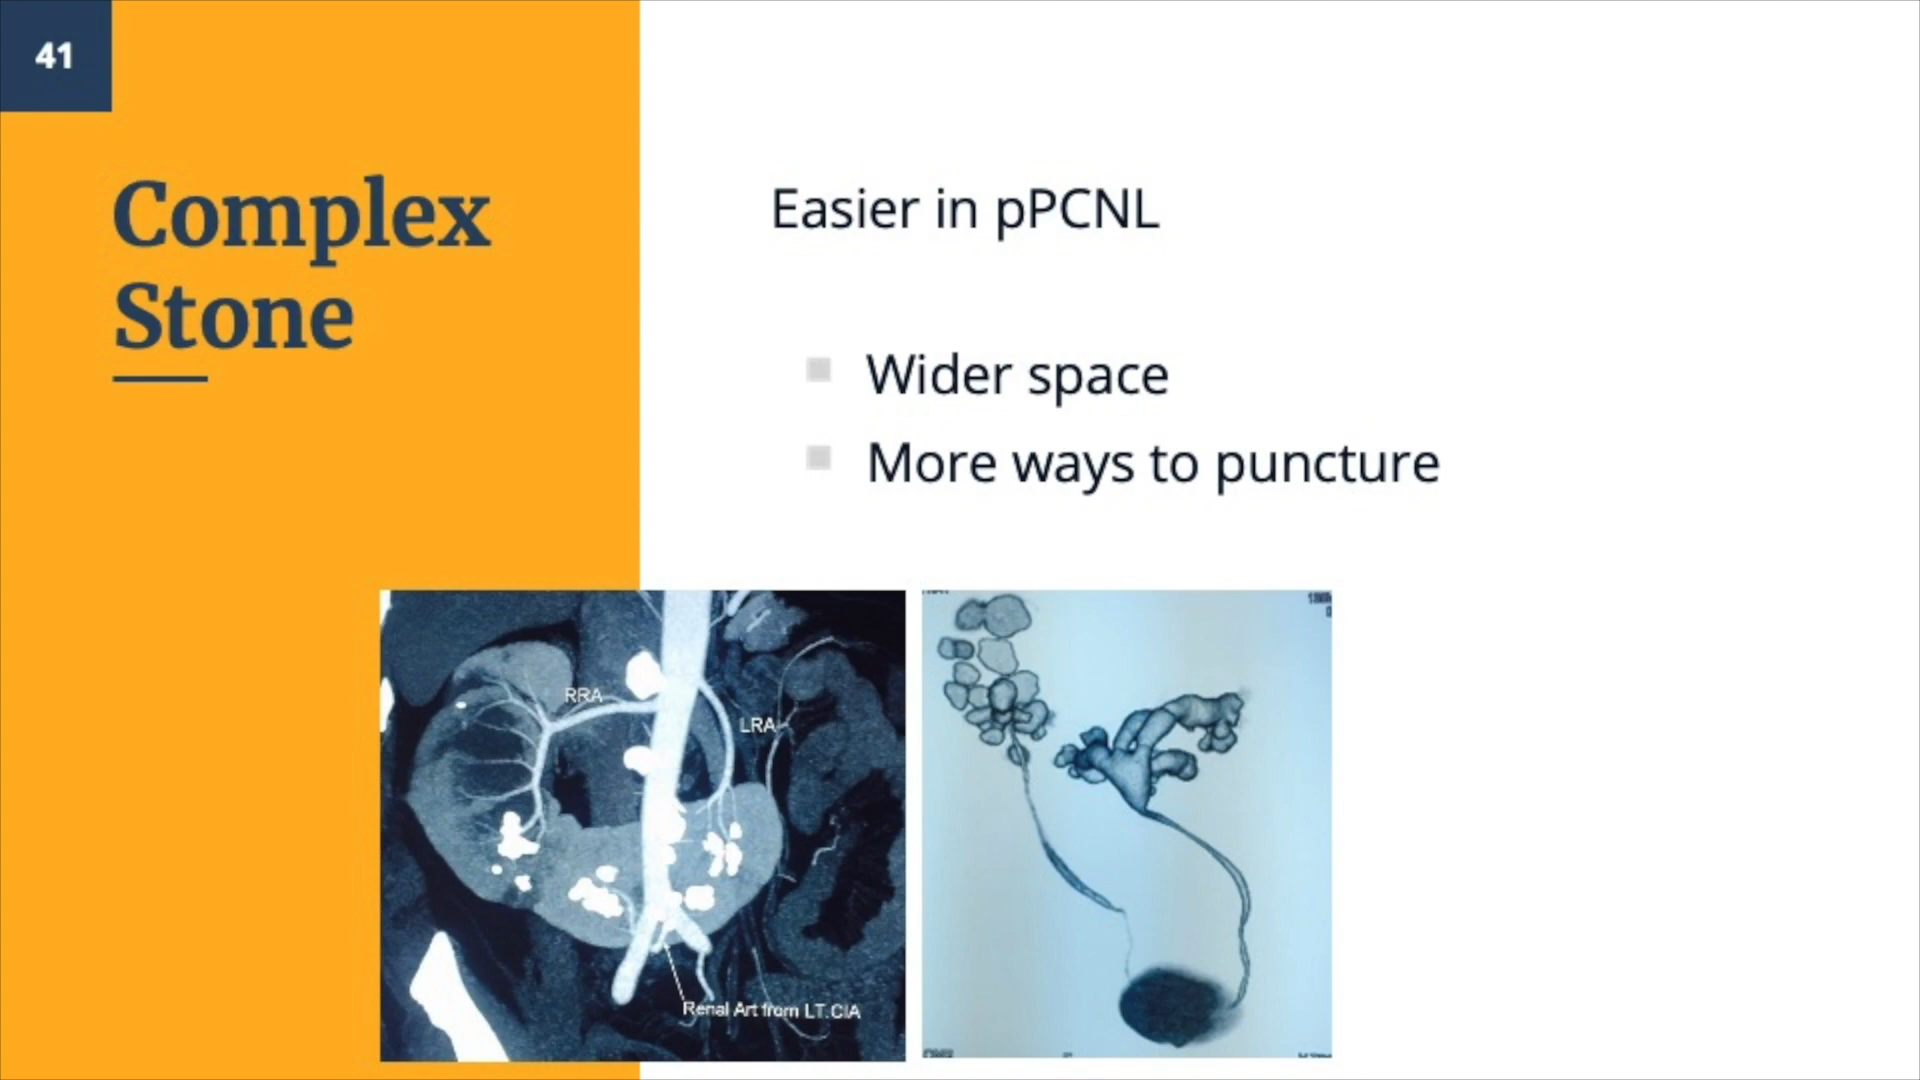 41
Complex
Stone
Easier in pPCNL
Wider space
More ways to puncture
RRA
LRA
Renal Art from LT.CIA